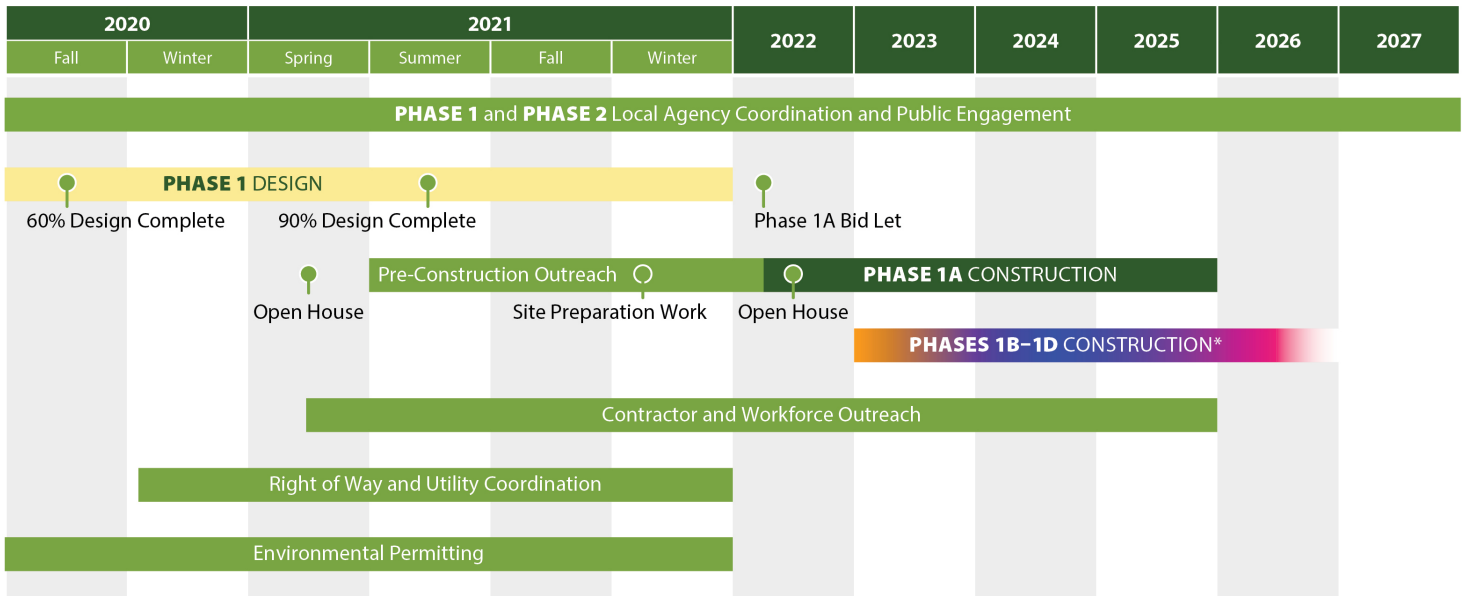 2020
2021
2022
2023
2024
2025
2026
2027
Fall
Winter
Spring
Summer
Fall
Winter
PHASE 1 and PHASE 2 Local Agency Coordination and Public Engagement
PHASE 1 DESIGN
60% Design Complete
90% Design Complete
Phase 1A Bid Let
Pre-Construction Outreach
PHASE 1A CONSTRUCTION
Open House
Site Preparation Work
Open House
PHASES 1B–1D CONSTRUCTION*
Contractor and Workforce Outreach
Right of Way and Utility Coordination
Environmental Permitting